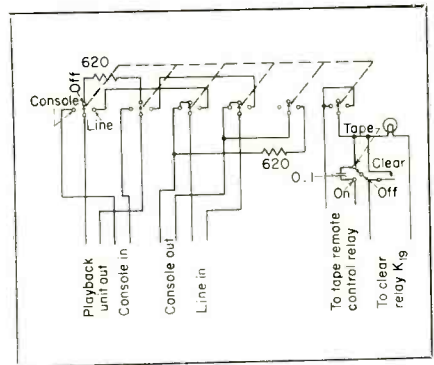 620
Off
Console
Line
620
Tape
0.1
Clear
On
Off
Playback
unit out
Console in
Console out
Line in
To tape remote
control relay
To clear
relay K19